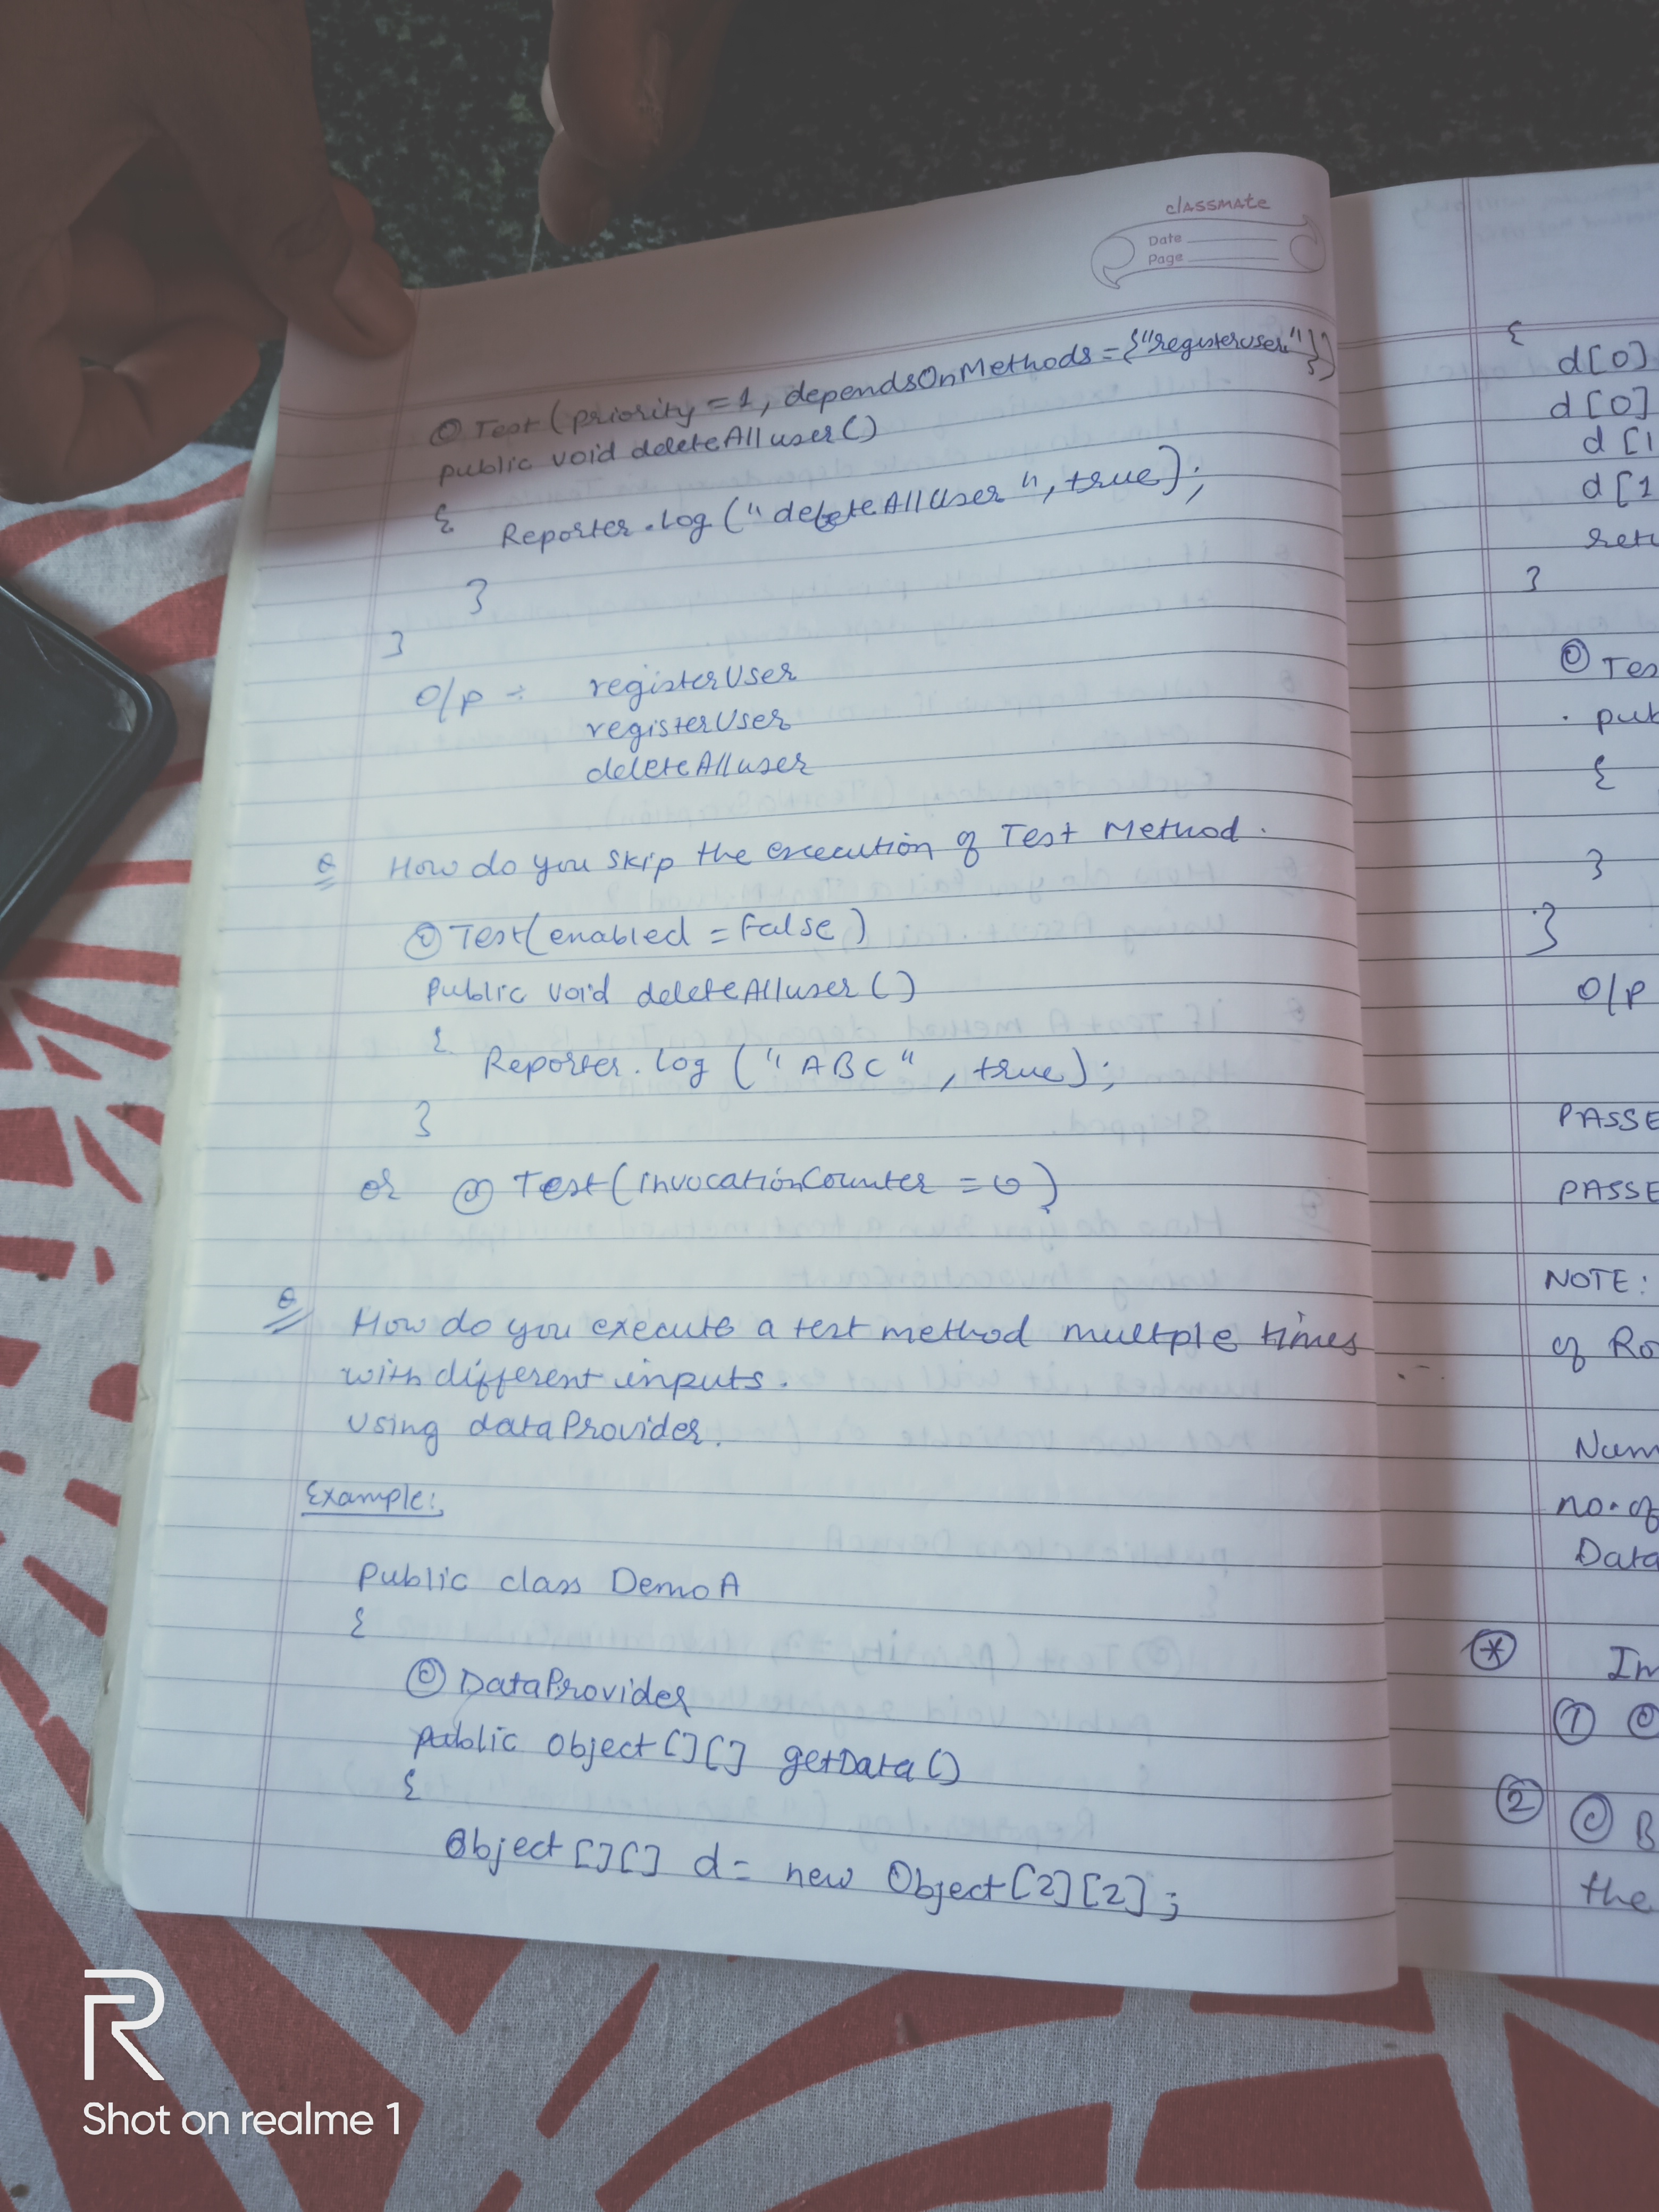 classmate
Date
Page
@Test(priority=1, dependsOnMethods={"registeruser"})
public void deleteAlluser()
{
Reporter.log("deleteAllUser", true);
}
}
O/p ÷ registerUser
registerUser
deleteAlluser
Q How do you skip the execution of Test Method.
@Test(enabled=False)
Public void deleteAlluser()
{
Reporter.log("ABC", true);
}
or @Test(invocationCounter=0)
Q How do you execute a test method multple times
with different inputs.
using dataProvider.
Example:
Public class DemoA
{
@DataProvider
public object[][] getData()
{
Object[][] d= new Object[2][2];
{
d[0]
d[0]
d[1
d[1
retu
}
@Tes
pub
{
}
}
O/P
PASSE
PASSE
NOTE:
of Ro
Num
no.of
Data
* Im
1 @
2 @B
the
R
Shot on realme 1